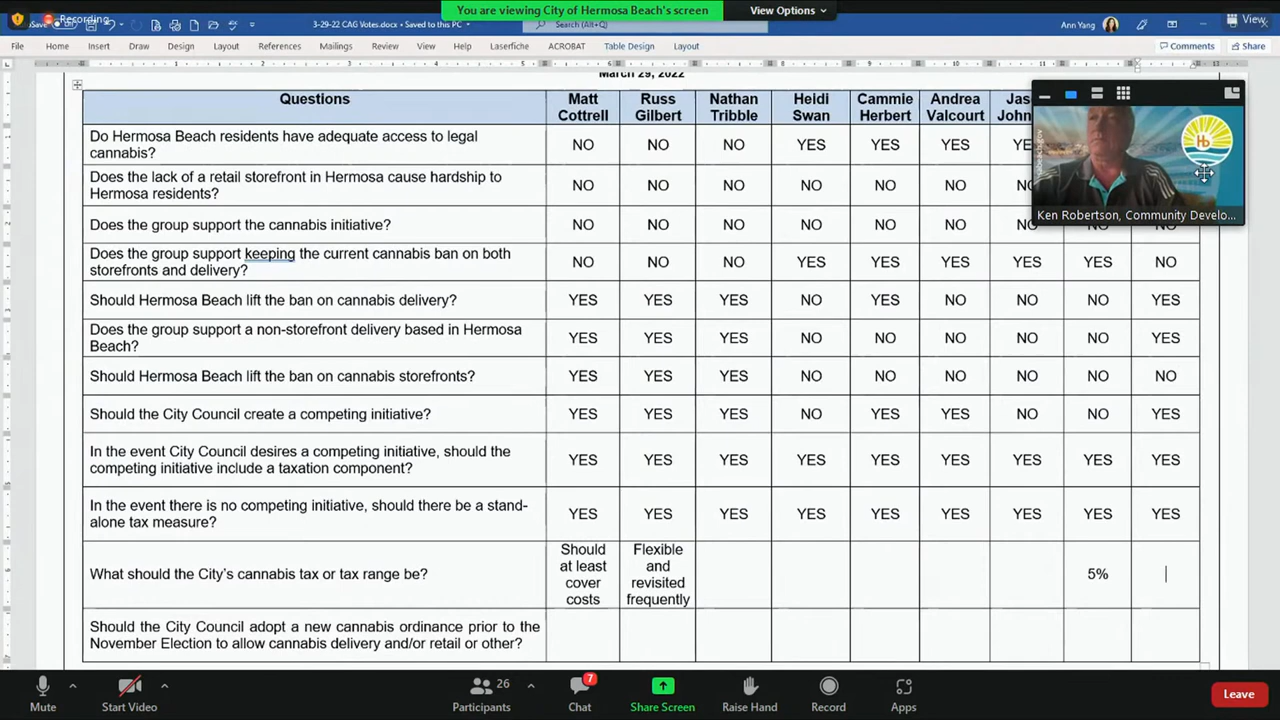 Recording
You are viewing City of Hermosa Beach's screen
View Options
3-29-22 CAG Votes.docx • Saved to this PC
Search (Alt+Q)
Ann Yang
View
File Home Insert Draw Design Layout References Mailings Review View Help Laserfiche ACROBAT Table Design Layout
Comments Share
March 29, 2022
Questions Matt Cottrell Russ Gilbert Nathan Tribble Heidi Swan Cammie Herbert Andrea Valcourt
Do Hermosa Beach residents have adequate access to legal
cannabis?
NO NO NO YES YES YES
Does the lack of a retail storefront in Hermosa cause hardship to
Hermosa residents?
NO NO NO NO NO NO NO
Does the group support the cannabis initiative?
NO NO NO NO NO NO NO
Does the group support keeping the current cannabis ban on both
storefronts and delivery?
NO NO NO YES YES YES YES YES NO
Should Hermosa Beach lift the ban on cannabis delivery?
YES YES YES NO YES NO NO NO YES
Does the group support a non-storefront delivery based in Hermosa
Beach?
YES YES YES NO NO NO NO NO YES
Should Hermosa Beach lift the ban on cannabis storefronts?
YES YES YES NO NO NO NO NO NO
Should the City Council create a competing initiative?
YES YES YES NO YES YES NO NO YES
In the event City Council desires a competing initiative, should the
competing initiative include a taxation component?
YES YES YES YES YES YES YES YES YES
In the event there is no competing initiative, should there be a stand-
alone tax measure?
YES YES YES YES YES YES YES YES YES
What should the City's cannabis tax or tax range be?
Should
at least
cover
costs
Flexible
and
revisited
frequently
5%
Should the City Council adopt a new cannabis ordinance prior to the
November Election to allow cannabis delivery and/or retail or other?
Hb
Ken Robertson, Community Develo...
Mute
Start Video
26
Participants
7
Chat
Share Screen
Raise Hand
Record
Apps
Leave